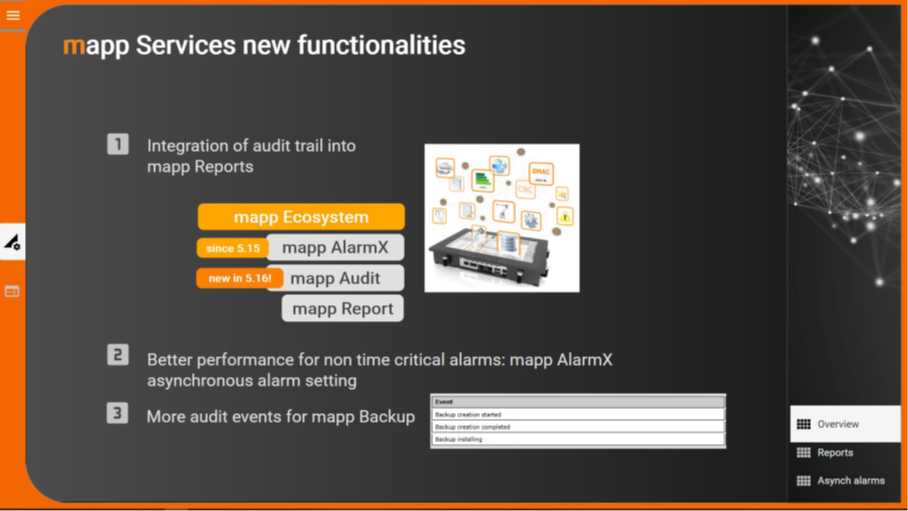 mapp Services new functionalities
1 Integration of audit trail into
mapp Reports
mapp Ecosystem
since 5.15 mapp AlarmX
new in 5.16! mapp Audit
mapp Report
OMAC
CNC
2 Better performance for non time critical alarms: mapp AlarmX
asynchronous alarm setting
3 More audit events for mapp Backup
Event
Backup creation started
Backup creation completed
Backup installing
Overview
Reports
Asynch alarms